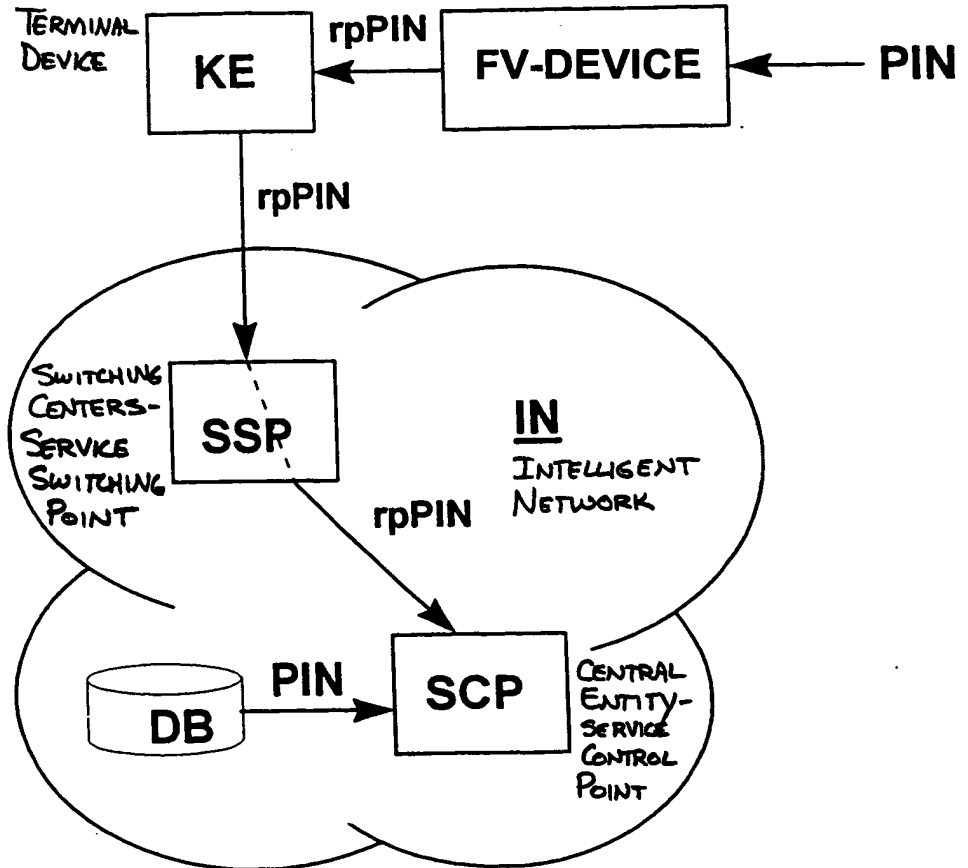 TERMINAL
DEVICE
KE
rpPIN
FV-DEVICE
PIN
rpPIN
SWITCHING
CENTERS-
SERVICE
SWITCHING
POINT
SSP
IN
INTELLIGENT
NETWORK
rpPIN
DB
PIN
SCP
CENTRAL
ENTITY-
SERVICE
CONTROL
POINT